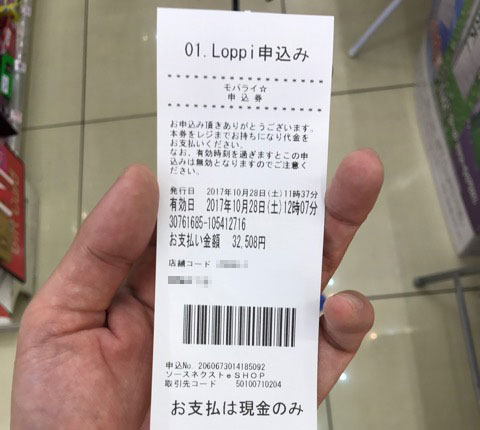 01.Loppi申込み
モバライ☆
申込券
お申込み頂きありがとうございます。
本券をレジまでお持ちになり代金を
お支払いください。
なお、有効時刻を過ぎますとこの申
込みは無効となりますのでご注意く
ださい。
発行日 2017年10月28日(土)11時37分
有効日 2017年10月28日(土)12時07分
30761685-105412716
お支払い金額 32,508円
店舗コード
申込No. 2060673014185092
ソースネクストeSHOP
取引先コード 50100710204
お支払は現金のみ